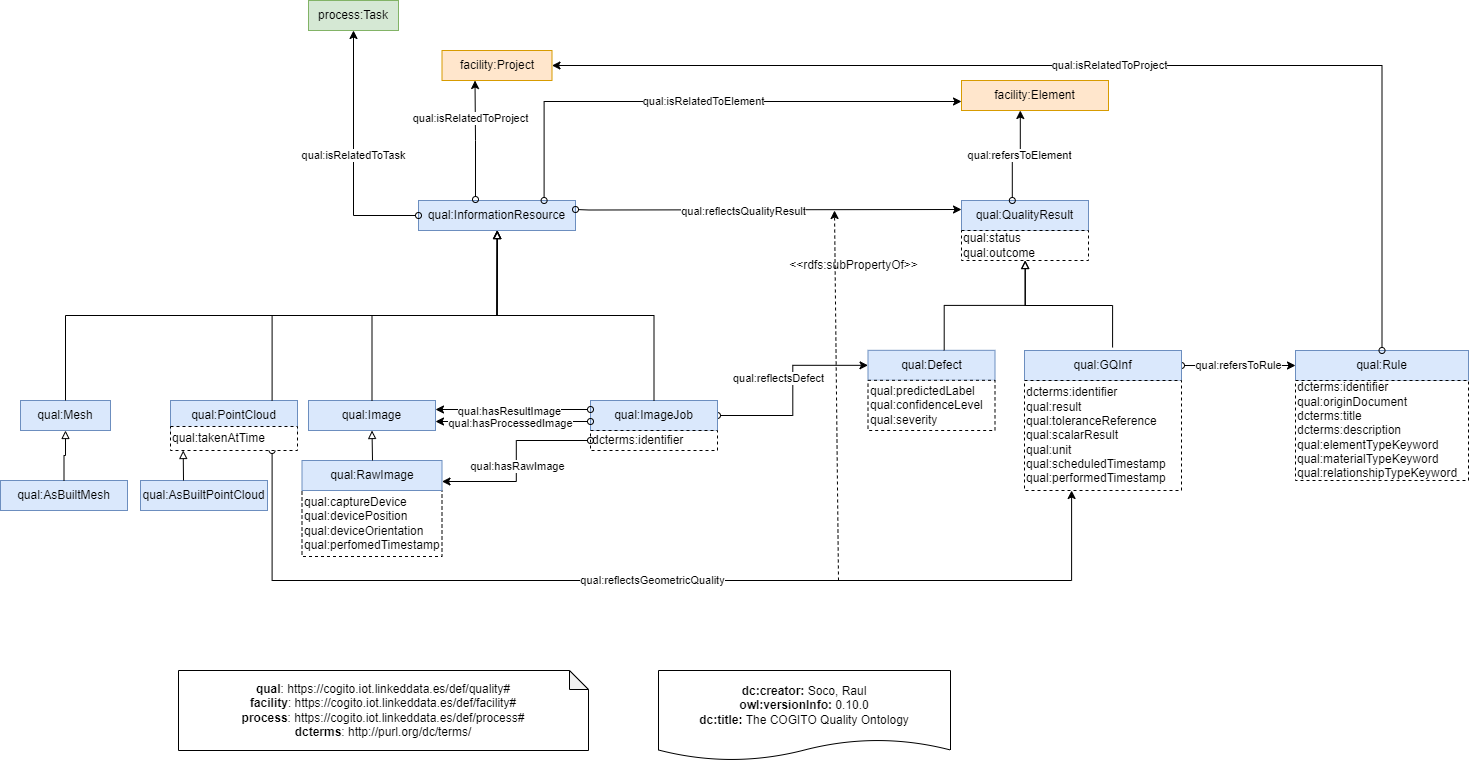 process:Task
facility:Project
qual:isRelatedToProject
facility:Element
qual:isRelatedToElement
qual:isRelatedToProject
qual:isRelatedToTask
qual:refersToElement
qual:InformationResource
qual:reflectsQualityResult
qual:QualityResult
qual:status
qual:outcome
<<rdfs:subPropertyOf>>
qual:Defect
qual:predictedLabel
qual:confidenceLevel
qual:severity
qual:GQInf
dcterms:identifier
qual:result
qual:toleranceReference
qual:scalarResult
qual:unit
qual:scheduledTimestamp
qual:performedTimestamp
qual:refersToRule
qual:Rule
dcterms:identifier
qual:originDocument
dcterms:title
dcterms:description
qual:elementTypeKeyword
qual:materialTypeKeyword
qual:relationshipTypeKeyword
qual:reflectsDefect
qual:Mesh
qual:PointCloud
qual:takenAtTime
qual:Image
qual:hasResultImage
qual:hasProcessedImage
qual:ImageJob
dcterms:identifier
qual:hasRawImage
qual:RawImage
qual:captureDevice
qual:devicePosition
qual:deviceOrientation
qual:perfomedTimestamp
qual:AsBuiltMesh
qual:AsBuiltPointCloud
qual:reflectsGeometricQuality
qual: https://cogito.iot.linkeddata.es/def/quality#
facility: https://cogito.iot.linkeddata.es/def/facility#
process: https://cogito.iot.linkeddata.es/def/process#
dcterms: http://purl.org/dc/terms/
dc:creator: Soco, Raul
owl:versionInfo: 0.10.0
dc:title: The COGITO Quality Ontology